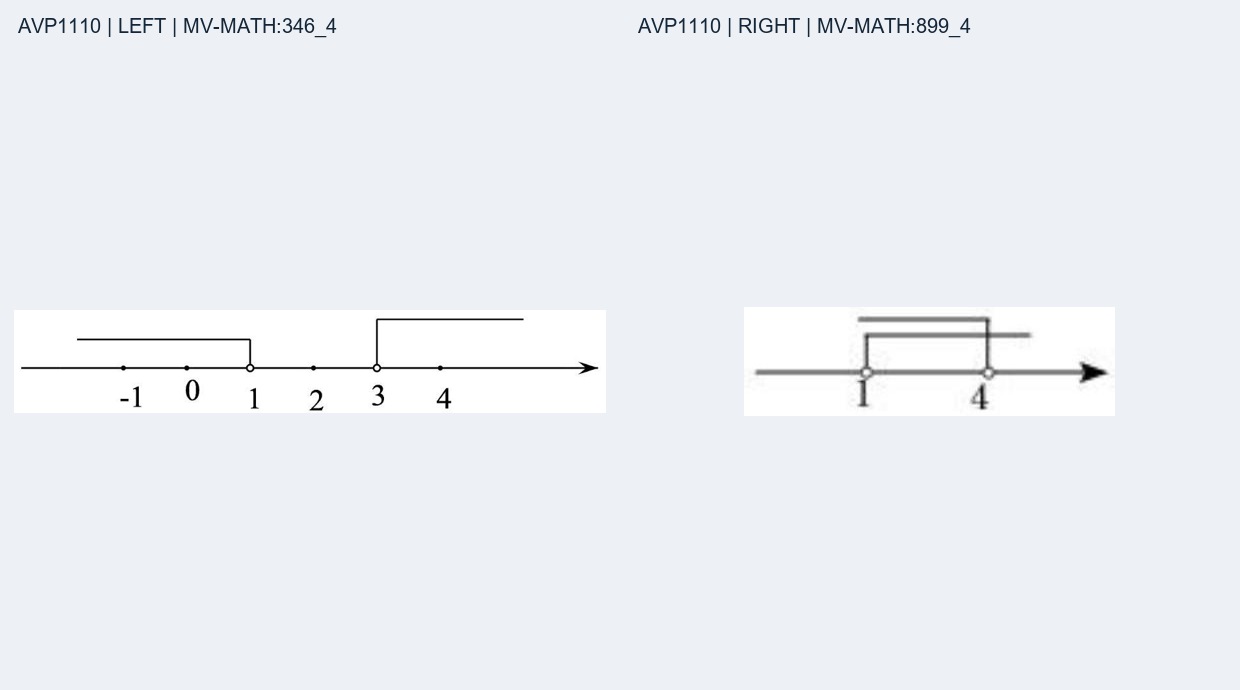 AVP1110 | LEFT | MV-MATH:346_4
AVP1110 | RIGHT | MV-MATH:899_4
-1 0 1 2 3 4
1 4